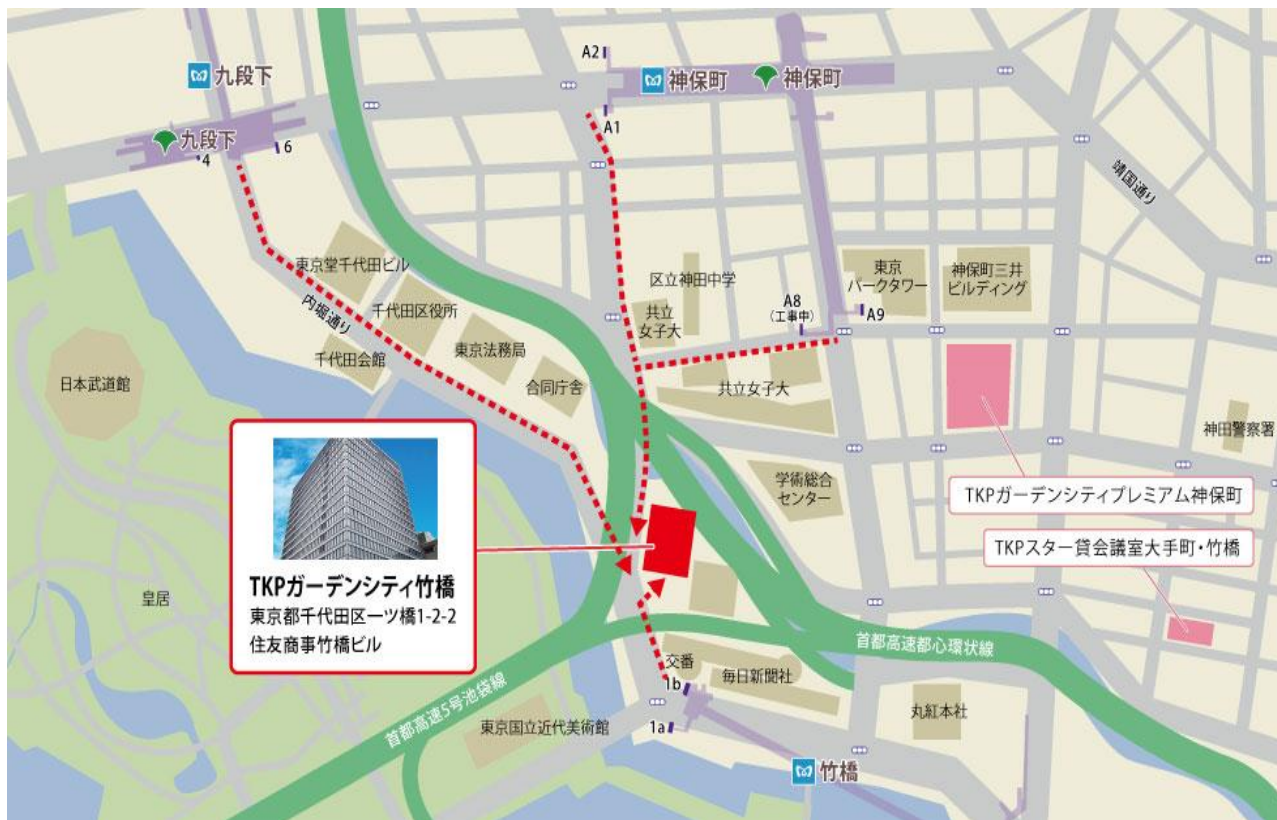 A2
九段下
神保町
神保町
九段下
4
6
A1
靖国通り
東京堂千代田ビル
区立神田中学
東京
パークタワー
神保町三井
ビルディング
内堀通り
千代田区役所
共立
女子大
A8
(工事中)
A9
千代田会館
東京法務局
合同庁舎
共立女子大
日本武道館
神田警察署
学術総合
センター
TKPガーデンシティプレミアム神保町
TKPスター貸会議室大手町・竹橋
TKPガーデンシティ竹橋
東京都千代田区一ツ橋1-2-2
住友商事竹橋ビル
皇居
首都高速都心環状線
交番
1b
毎日新聞社
首都高速5号池袋線
東京国立近代美術館
1a
丸紅本社
竹橋